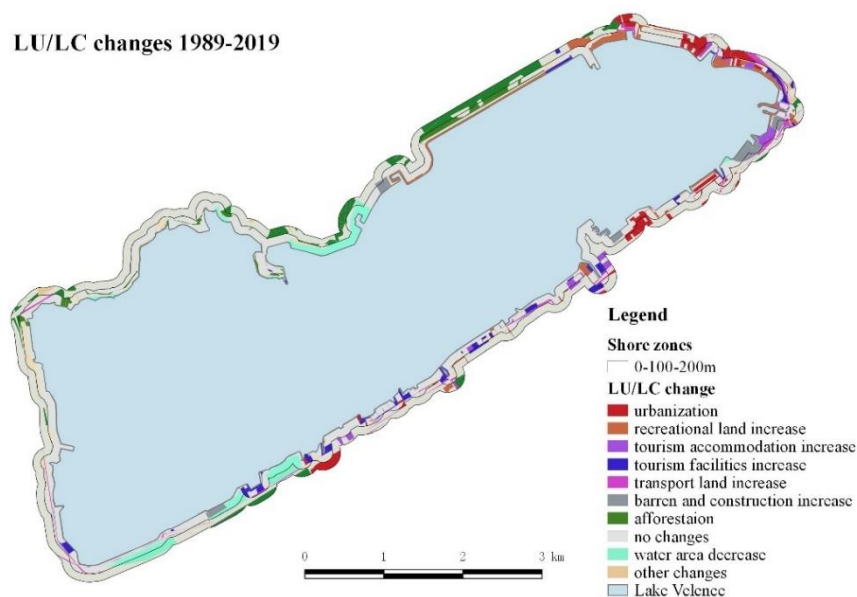 LU/LC changes 1989-2019
Legend
Shore zones
0-100-200m
LU/LC change
urbanization
recreational land increase
tourism accommodation increase
tourism facilities increase
transport land increase
barren and construction increase
afforestaion
no changes
water area decrease
other changes
Lake Velence
0 1 2 3 km